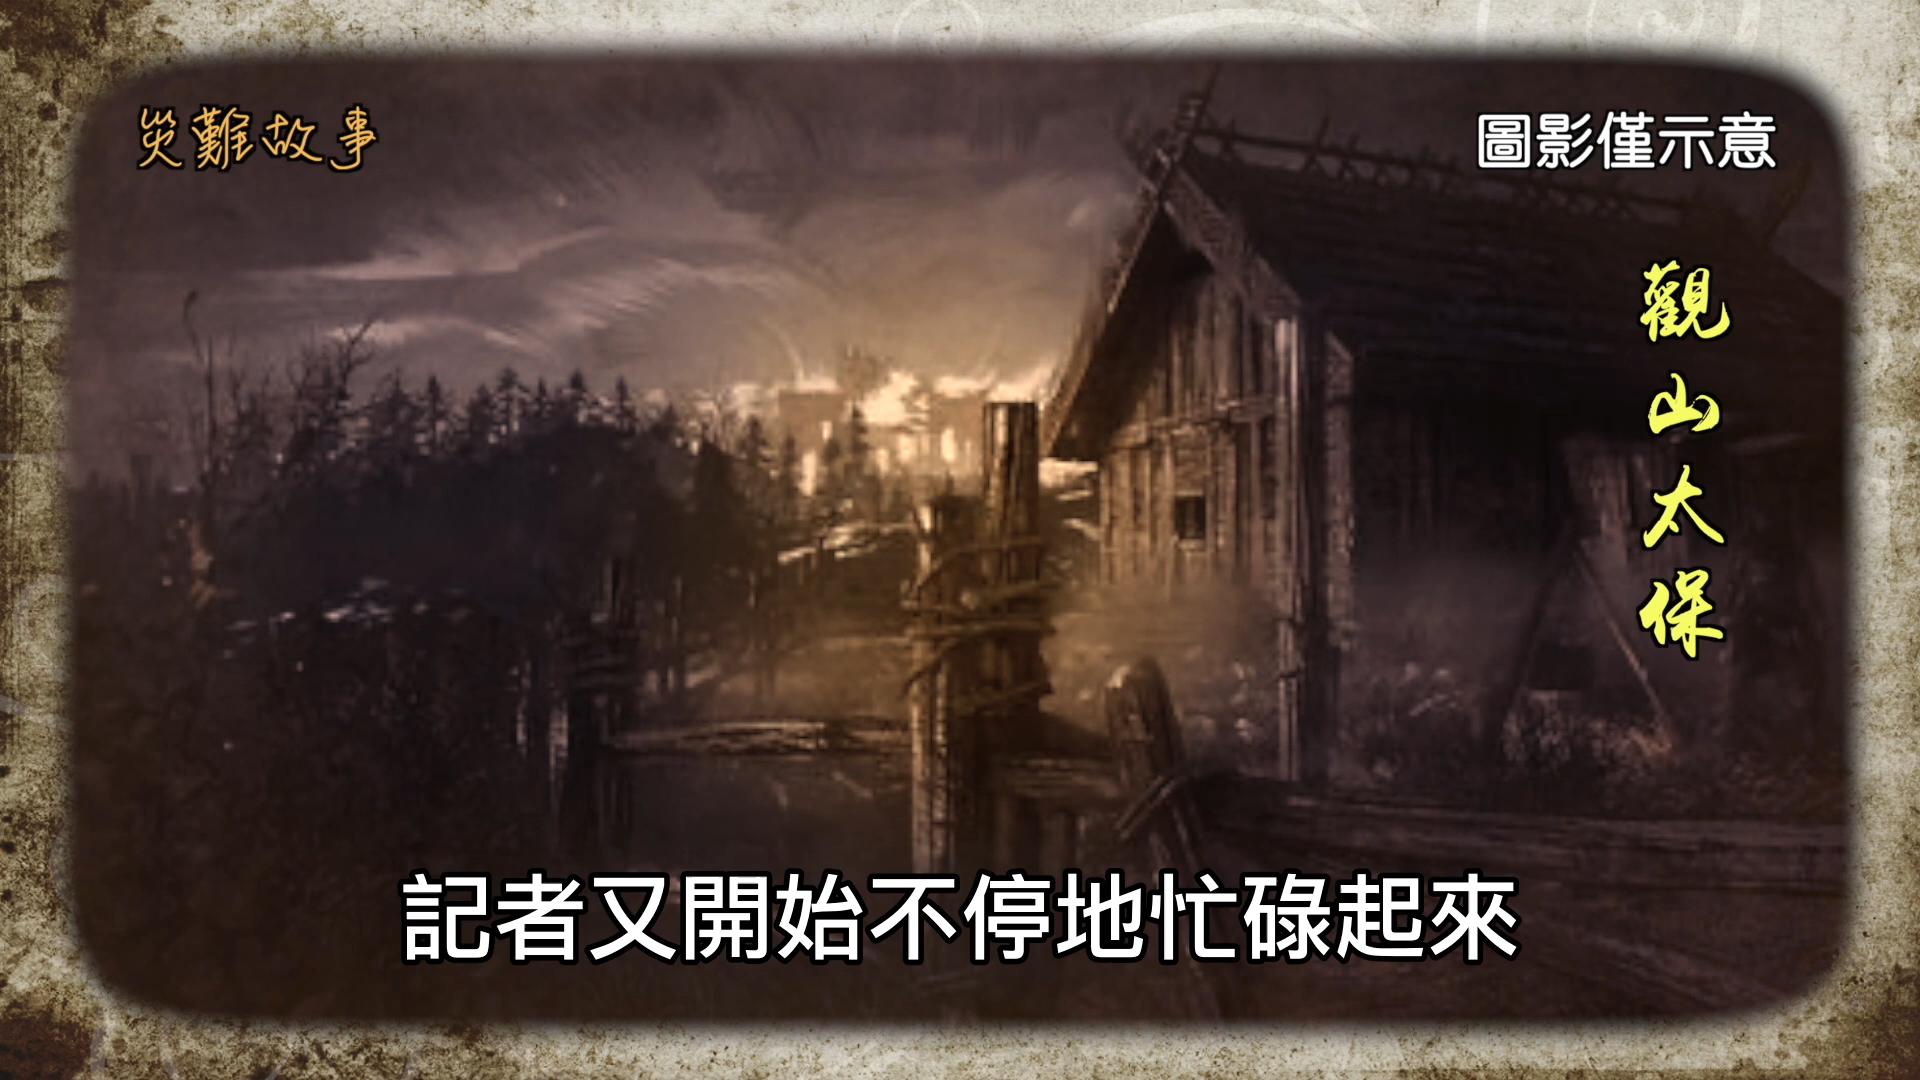 災難故事
圖影僅示意
觀山太保
記者又開始不停地忙碌起來